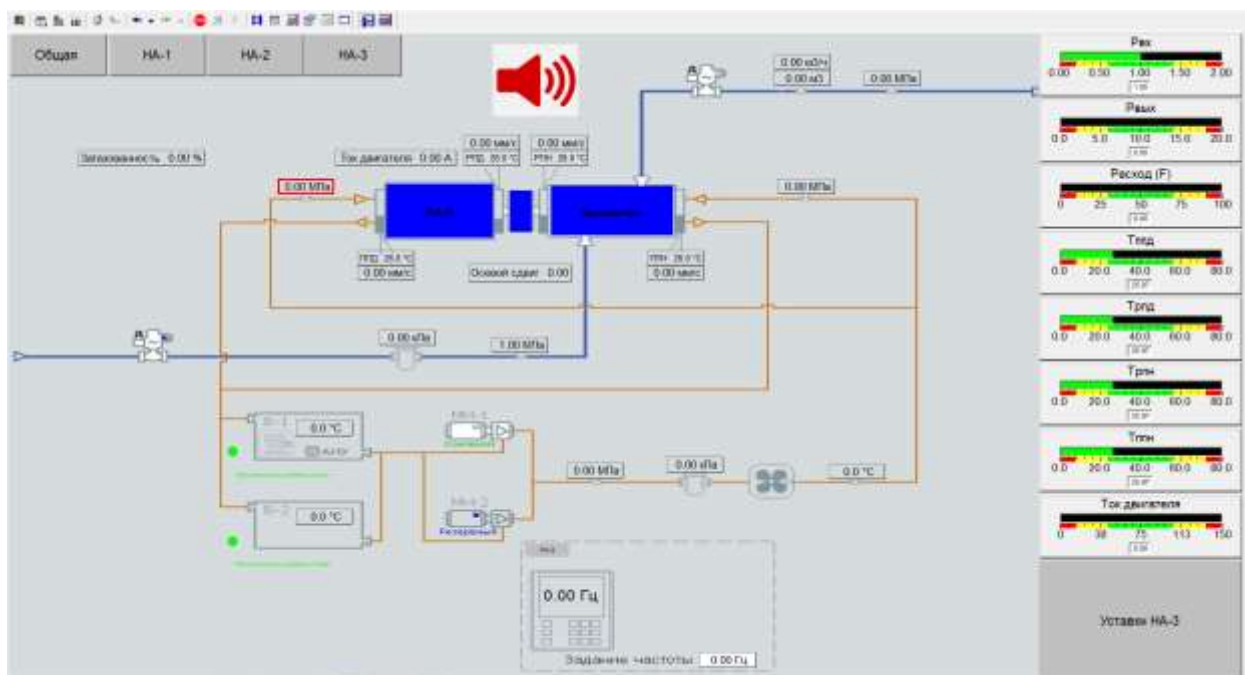 Общая
НА-1
НА-2
НА-3
Загазованность 0.00 %
Ток двигателя 0.00 А
0.00 мм/с
0.00 мм/с
0.00 м3/ч
0.00 м3
0.00 МПа
0.00 МПа
0.00 МПа
0.00 мм/с
Осевой сдвиг 0.00
0.00 мм/с
0.00 кПа
1.00 МПа
0.0 °C
0.0 °C
Резервный
0.00 МПа
0.00 кПа
0.0 °C
0.00 Гц
Задание частоты 0.00 Гц
Рвх
0.00 0.50 1.00 1.50 2.00
Рвых
0.0 5.0 10.0 15.0 20.0
Расход (F)
0 25 50 75 100
Тппд
0.0 20.0 40.0 60.0 80.0
Трпд
0.0 20.0 40.0 60.0 80.0
Трпн
0.0 20.0 40.0 60.0 80.0
Тппн
0.0 20.0 40.0 60.0 80.0
Ток двигателя
0 38 75 113 150
Уставки НА-3